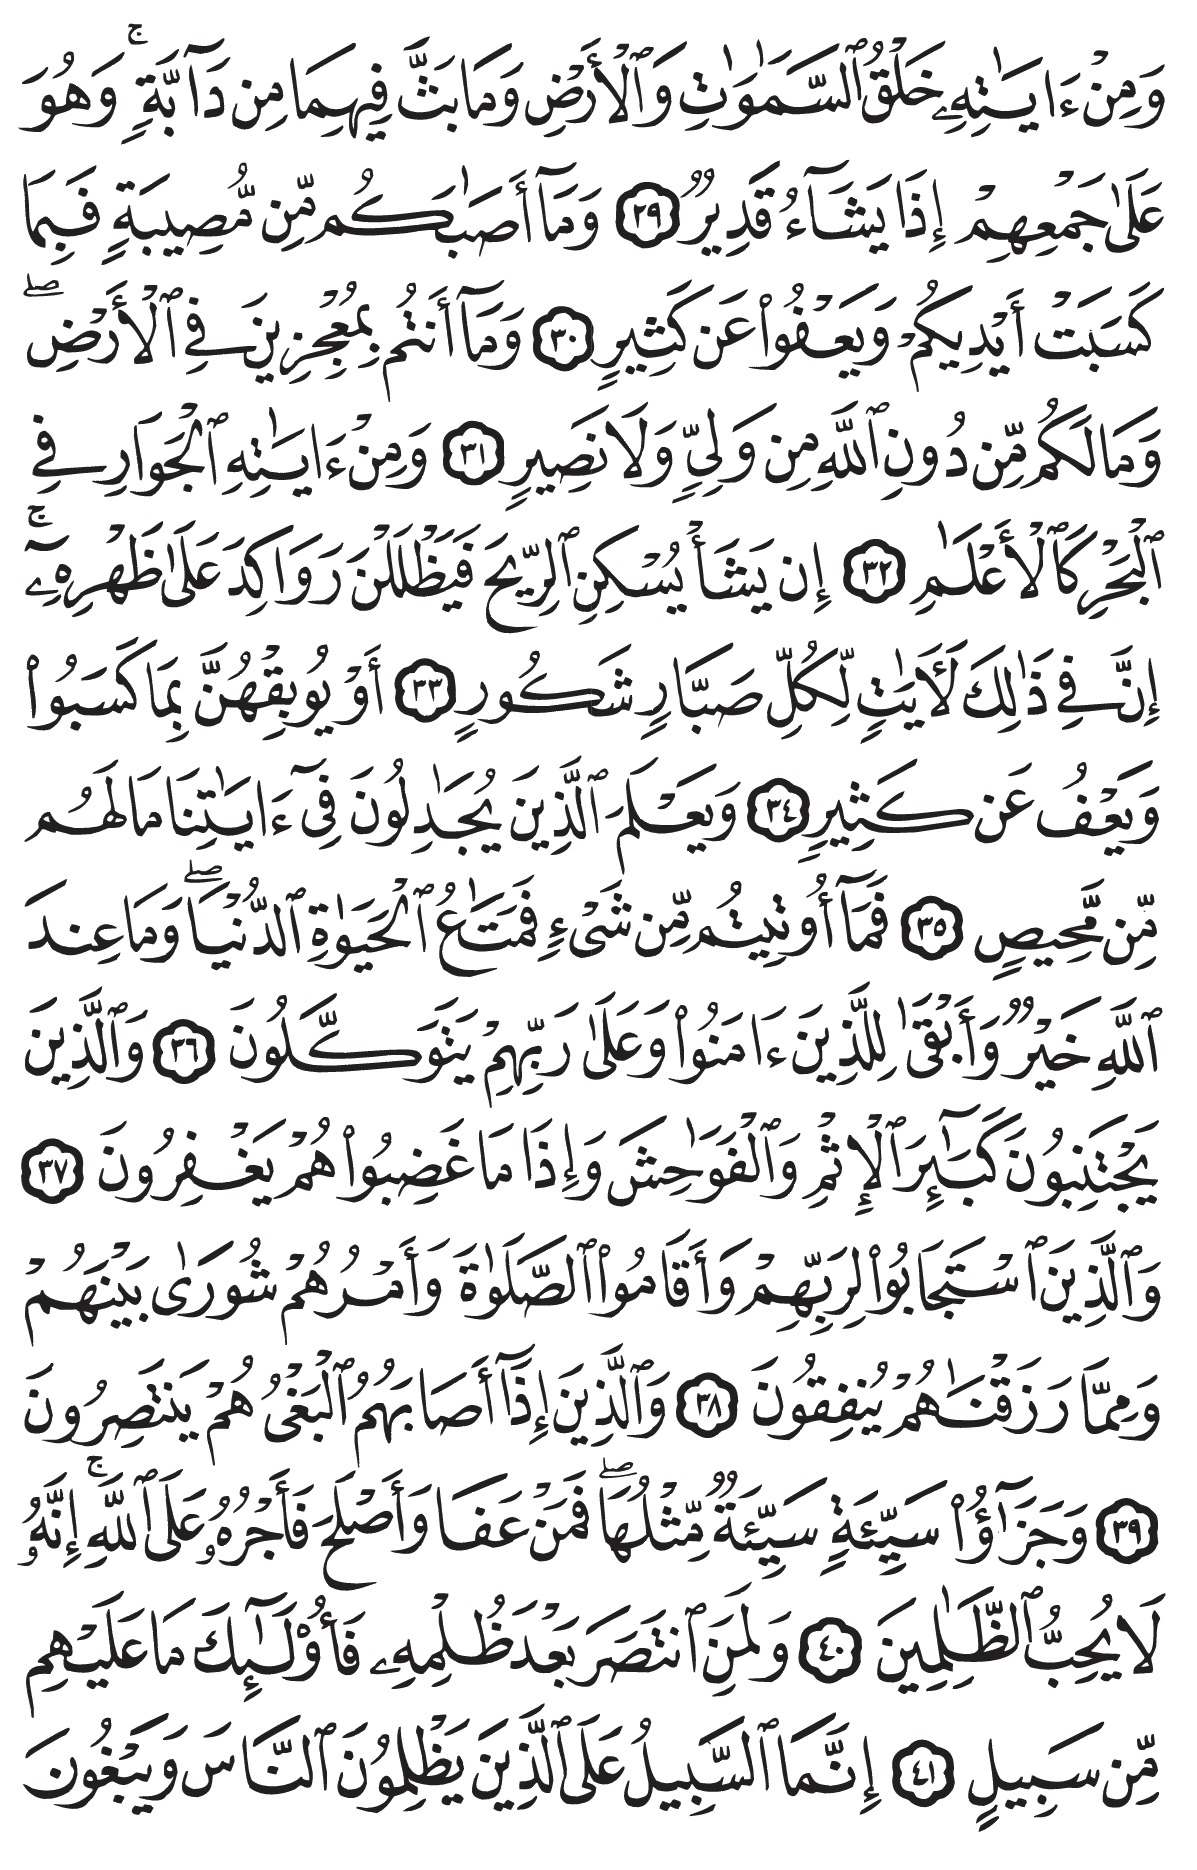 وَمِنْ ءَايَـٰتِهِۦ خَلْقُ ٱلسَّمَـٰوَٰتِ وَٱلْأَرْضِ وَمَا بَثَّ فِيهِمَا مِن دَآبَّةٍ ۚ وَهُوَ
عَلَىٰ جَمْعِهِمْ إِذَا يَشَآءُ قَدِيرٌ ٢٩ وَمَآ أَصَـٰبَكُم مِّن مُّصِيبَةٍ فَبِمَا
كَسَبَتْ أَيْدِيكُمْ وَيَعْفُوا۟ عَن كَثِيرٍ ٣٠ وَمَآ أَنتُم بِمُعْجِزِينَ فِى ٱلْأَرْضِ ۖ
وَمَا لَكُم مِّن دُونِ ٱللَّهِ مِن وَلِىٍّ وَلَا نَصِيرٍ ٣١ وَمِنْ ءَايَـٰتِهِ ٱلْجَوَارِ فِى
ٱلْبَحْرِ كَٱلْأَعْلَـٰمِ ٣٢ إِن يَشَأْ يُسْكِنِ ٱلرِّيحَ فَيَظْلَلْنَ رَوَاكِدَ عَلَىٰ ظَهْرِهِۦٓ ۚ
إِنَّ فِى ذَٰلِكَ لَـَٔايَـٰتٍ لِّكُلِّ صَبَّارٍ شَكُورٍ ٣٣ أَوْ يُوبِقْهُنَّ بِمَا كَسَبُوا۟
وَيَعْفُ عَن كَثِيرٍ ٣٤ وَيَعْلَمَ ٱلَّذِينَ يُجَـٰدِلُونَ فِىٓ ءَايَـٰتِنَا مَا لَهُم
مِّن مَّحِيصٍ ٣٥ فَمَآ أُوتِيتُم مِّن شَىْءٍ فَمَتَـٰعُ ٱلْحَيَوٰةِ ٱلدُّنْيَا ۖ وَمَا عِندَ
ٱللَّهِ خَيْرٌ وَأَبْقَىٰ لِلَّذِينَ ءَامَنُوا۟ وَعَلَىٰ رَبِّهِمْ يَتَوَكَّلُونَ ٣٦ وَٱلَّذِينَ
يَجْتَنِبُونَ كَبَـٰٓئِرَ ٱلْإِثْمِ وَٱلْفَوَٰحِشَ وَإِذَا مَا غَضِبُوا۟ هُمْ يَغْفِرُونَ ٣٧
وَٱلَّذِينَ ٱسْتَجَابُوا۟ لِرَبِّهِمْ وَأَقَامُوا۟ ٱلصَّلَوٰةَ وَأَمْرُهُمْ شُورَىٰ بَيْنَهُمْ
وَمِمَّا رَزَقْنَـٰهُمْ يُنفِقُونَ ٣٨ وَٱلَّذِينَ إِذَآ أَصَابَهُمُ ٱلْبَغْىُ هُمْ يَنتَصِرُونَ
٣٩ وَجَزَٰٓؤُا۟ سَيِّئَةٍ سَيِّئَةٌ مِّثْلُهَا ۖ فَمَنْ عَفَا وَأَصْلَحَ فَأَجْرُهُۥ عَلَى ٱللَّهِ ۚ إِنَّهُۥ
لَا يُحِبُّ ٱلظَّـٰلِمِينَ ٤٠ وَلَمَنِ ٱنتَصَرَ بَعْدَ ظُلْمِهِۦ فَأُو۟لَـٰٓئِكَ مَا عَلَيْهِم
مِّن سَبِيلٍ ٤١ إِنَّمَا ٱلسَّبِيلُ عَلَى ٱلَّذِينَ يَظْلِمُونَ ٱلنَّاسَ وَيَبْغُونَ